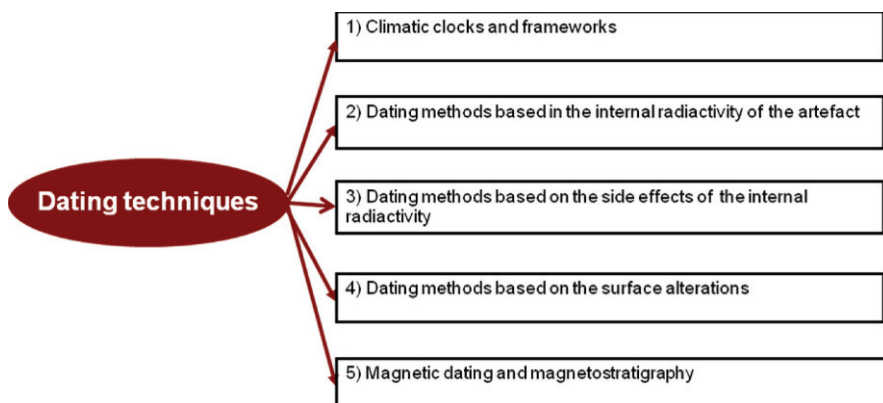 1) Climatic clocks and frameworks
2) Dating methods based in the internal radiactivity of the artefact
Dating techniques
3) Dating methods based on the side effects of the internal
radiactivity
4) Dating methods based on the surface alterations
5) Magnetic dating and magnetostratigraphy